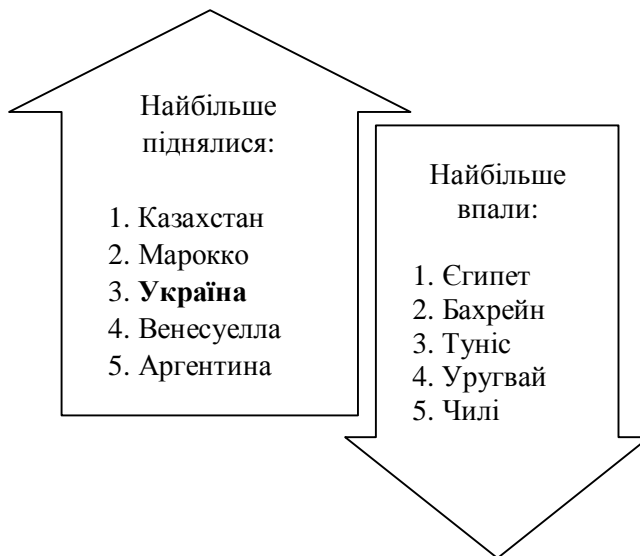 Найбільше
піднялися:
1. Казахстан
2. Марокко
3. Україна
4. Венесуелла
5. Аргентина
Найбільше
впали:
1. Єгипет
2. Бахрейн
3. Туніс
4. Уругвай
5. Чилі